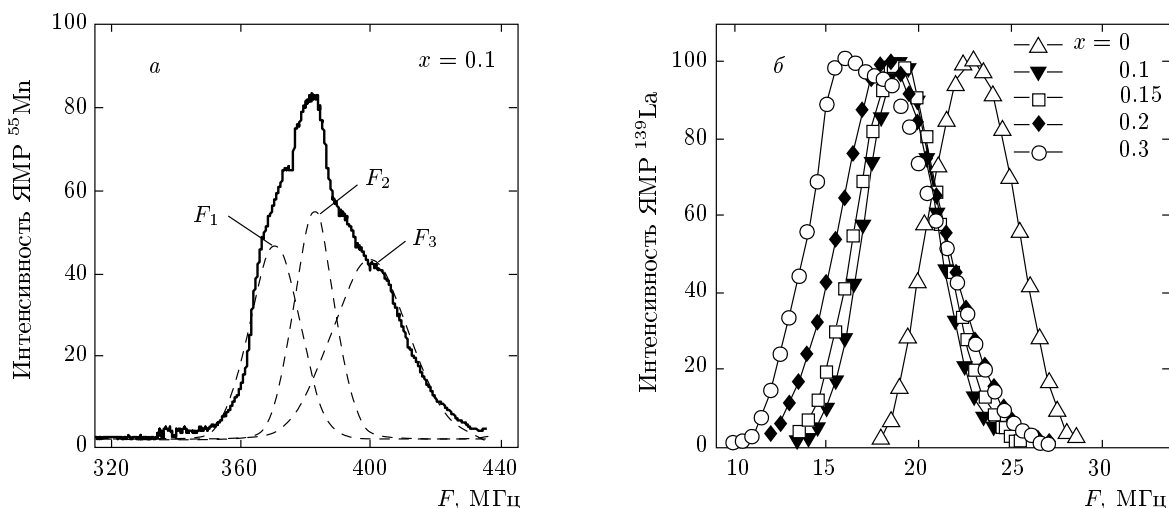 100
80
60
40
20
0
Интенсивность ЯМР ⁵⁵Mn
а
x = 0.1
F₁
F₂
F₃
320 360 400 440
F, МГц
100
80
60
40
20
0
Интенсивность ЯМР ¹³⁹La
б
x = 0
0.1
0.15
0.2
0.3
10 15 20 25 30
F, МГц